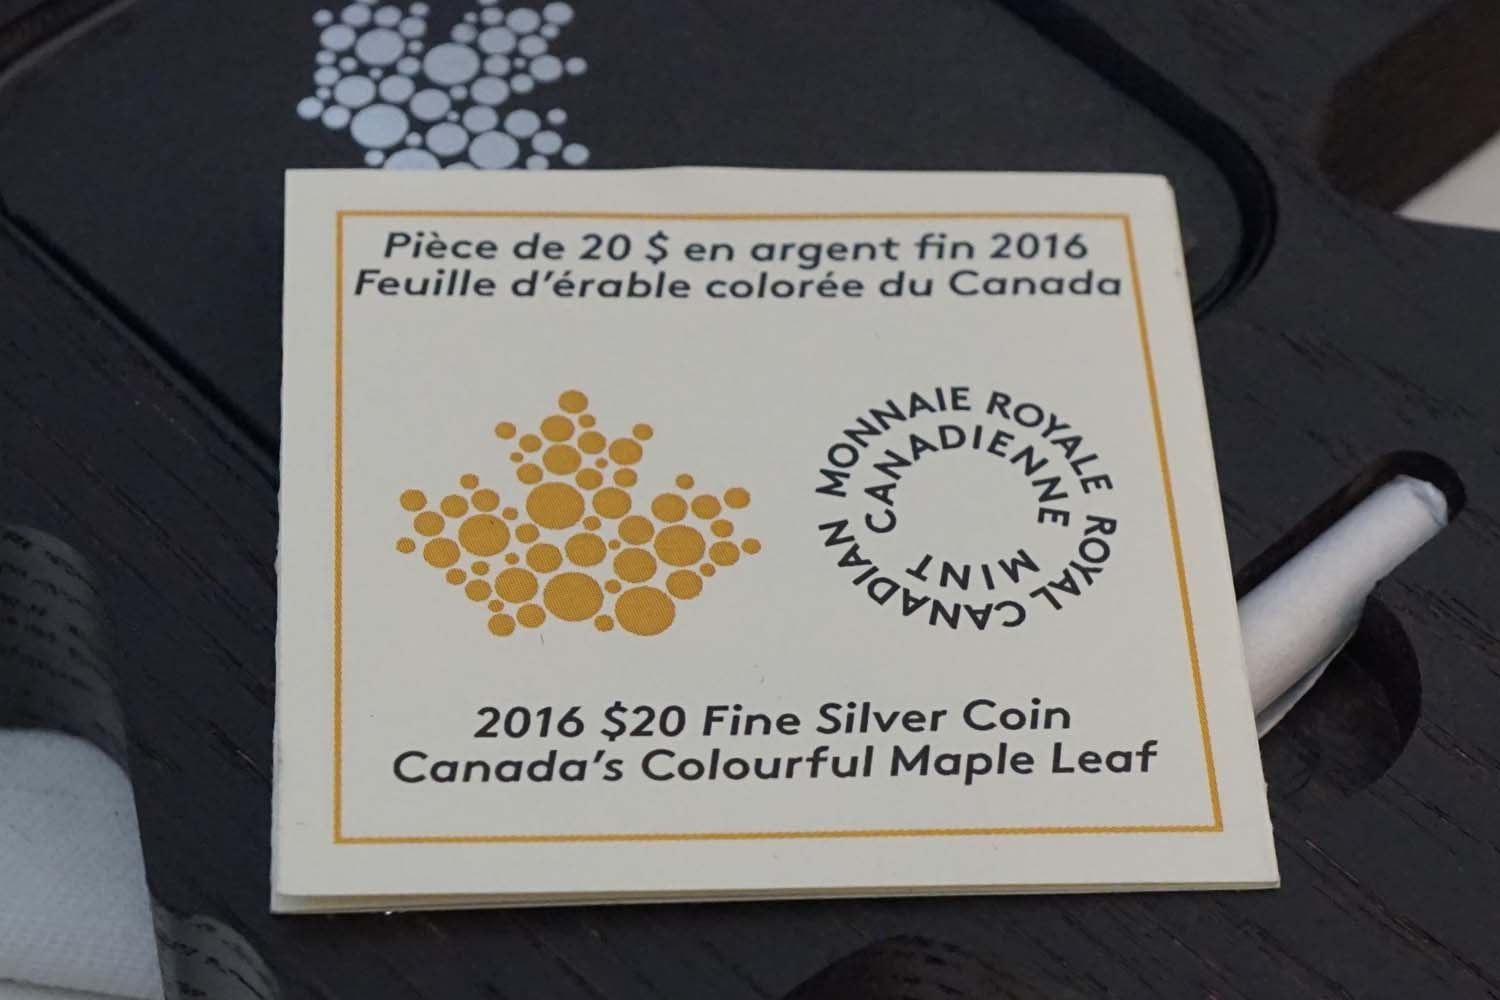 Pièce de 20 $ en argent fin 2016
Feuille d'érable colorée du Canada
MONNAIE ROYALE
CANADIENNE
ROYAL CANADIAN
MINT
2016 $20 Fine Silver Coin
Canada's Colourful Maple Leaf